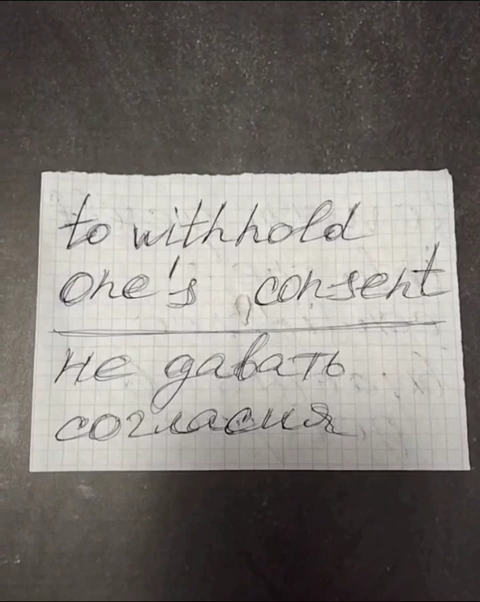 to withhold
one's consent
не давать
согласия